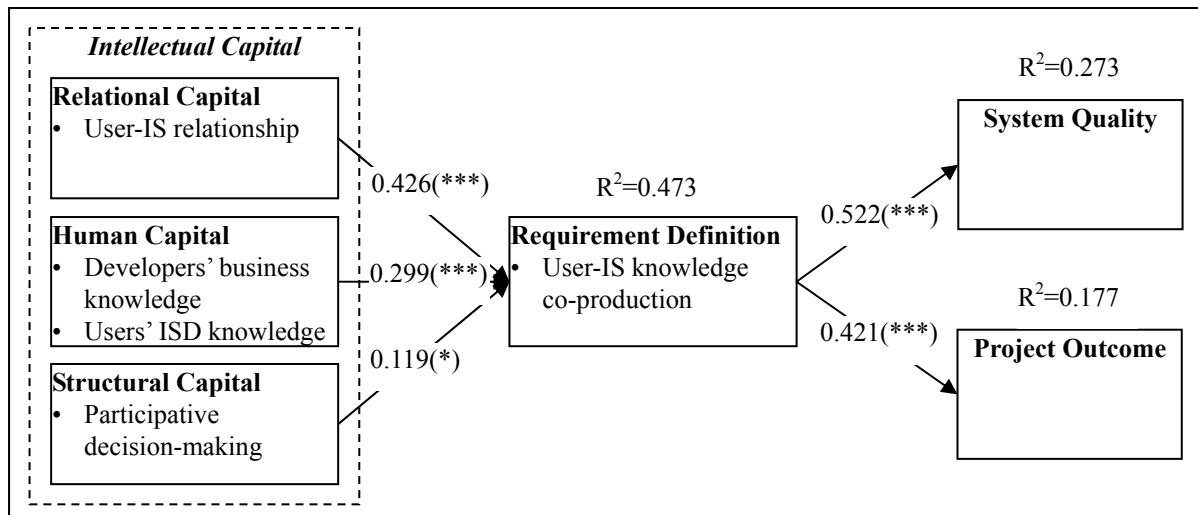 Intellectual Capital
Relational Capital
• User-IS relationship
0.426(***)
Human Capital
• Developers’ business
knowledge
• Users’ ISD knowledge
0.299(***)
Structural Capital
• Participative
decision-making
0.119(*)
R²=0.473
Requirement Definition
• User-IS knowledge
co-production
0.522(***)
0.421(***)
R²=0.273
System Quality
R²=0.177
Project Outcome